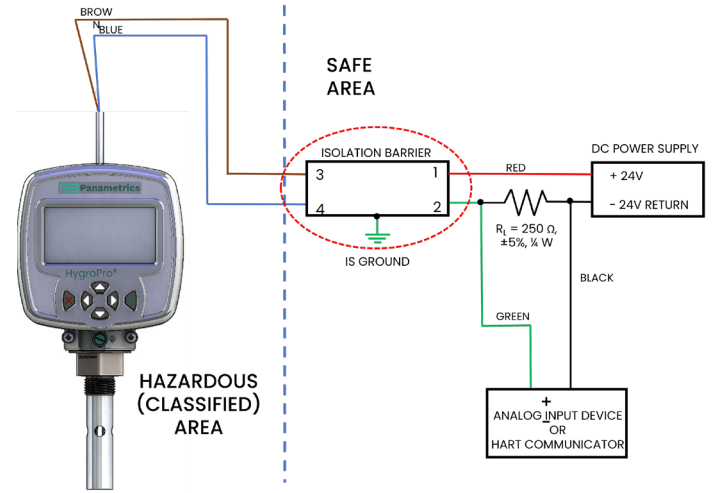 BROW
N
BLUE
SAFE
AREA
ISOLATION BARRIER
DC POWER SUPPLY
RED
3
1
+ 24V
4
2
- 24V RETURN
RL = 250 Ω,
±5%, ¼ W
IS GROUND
BLACK
GREEN
Panametrics
HygroPro®
X
HAZARDOUS
(CLASSIFIED)
AREA
+
-
ANALOG INPUT DEVICE
OR
HART COMMUNICATOR